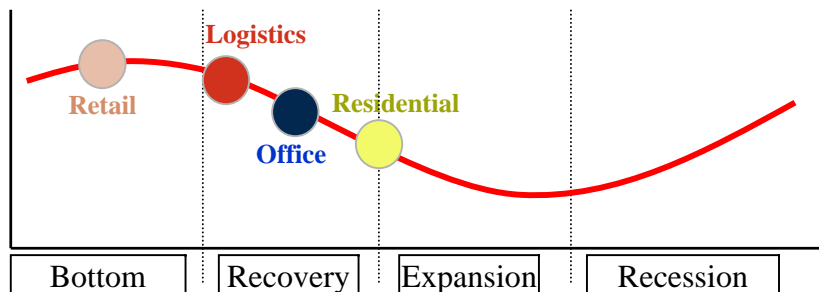 Logistics
Retail
Residential
Office
Bottom
Recovery
Expansion
Recession